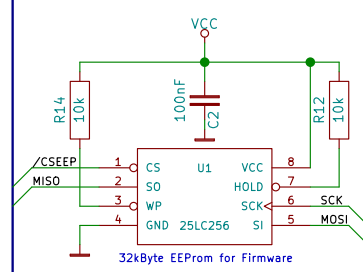 VCC
R14
10k
100nF
C2
R12
10k
/CSEEP
1
CS
U1
VCC
8
MISO
2
SO
HOLD
7
3
WP
SCK
6
SCK
4
GND
25LC256
SI
5
MOSI
32kByte EEProm for Firmware